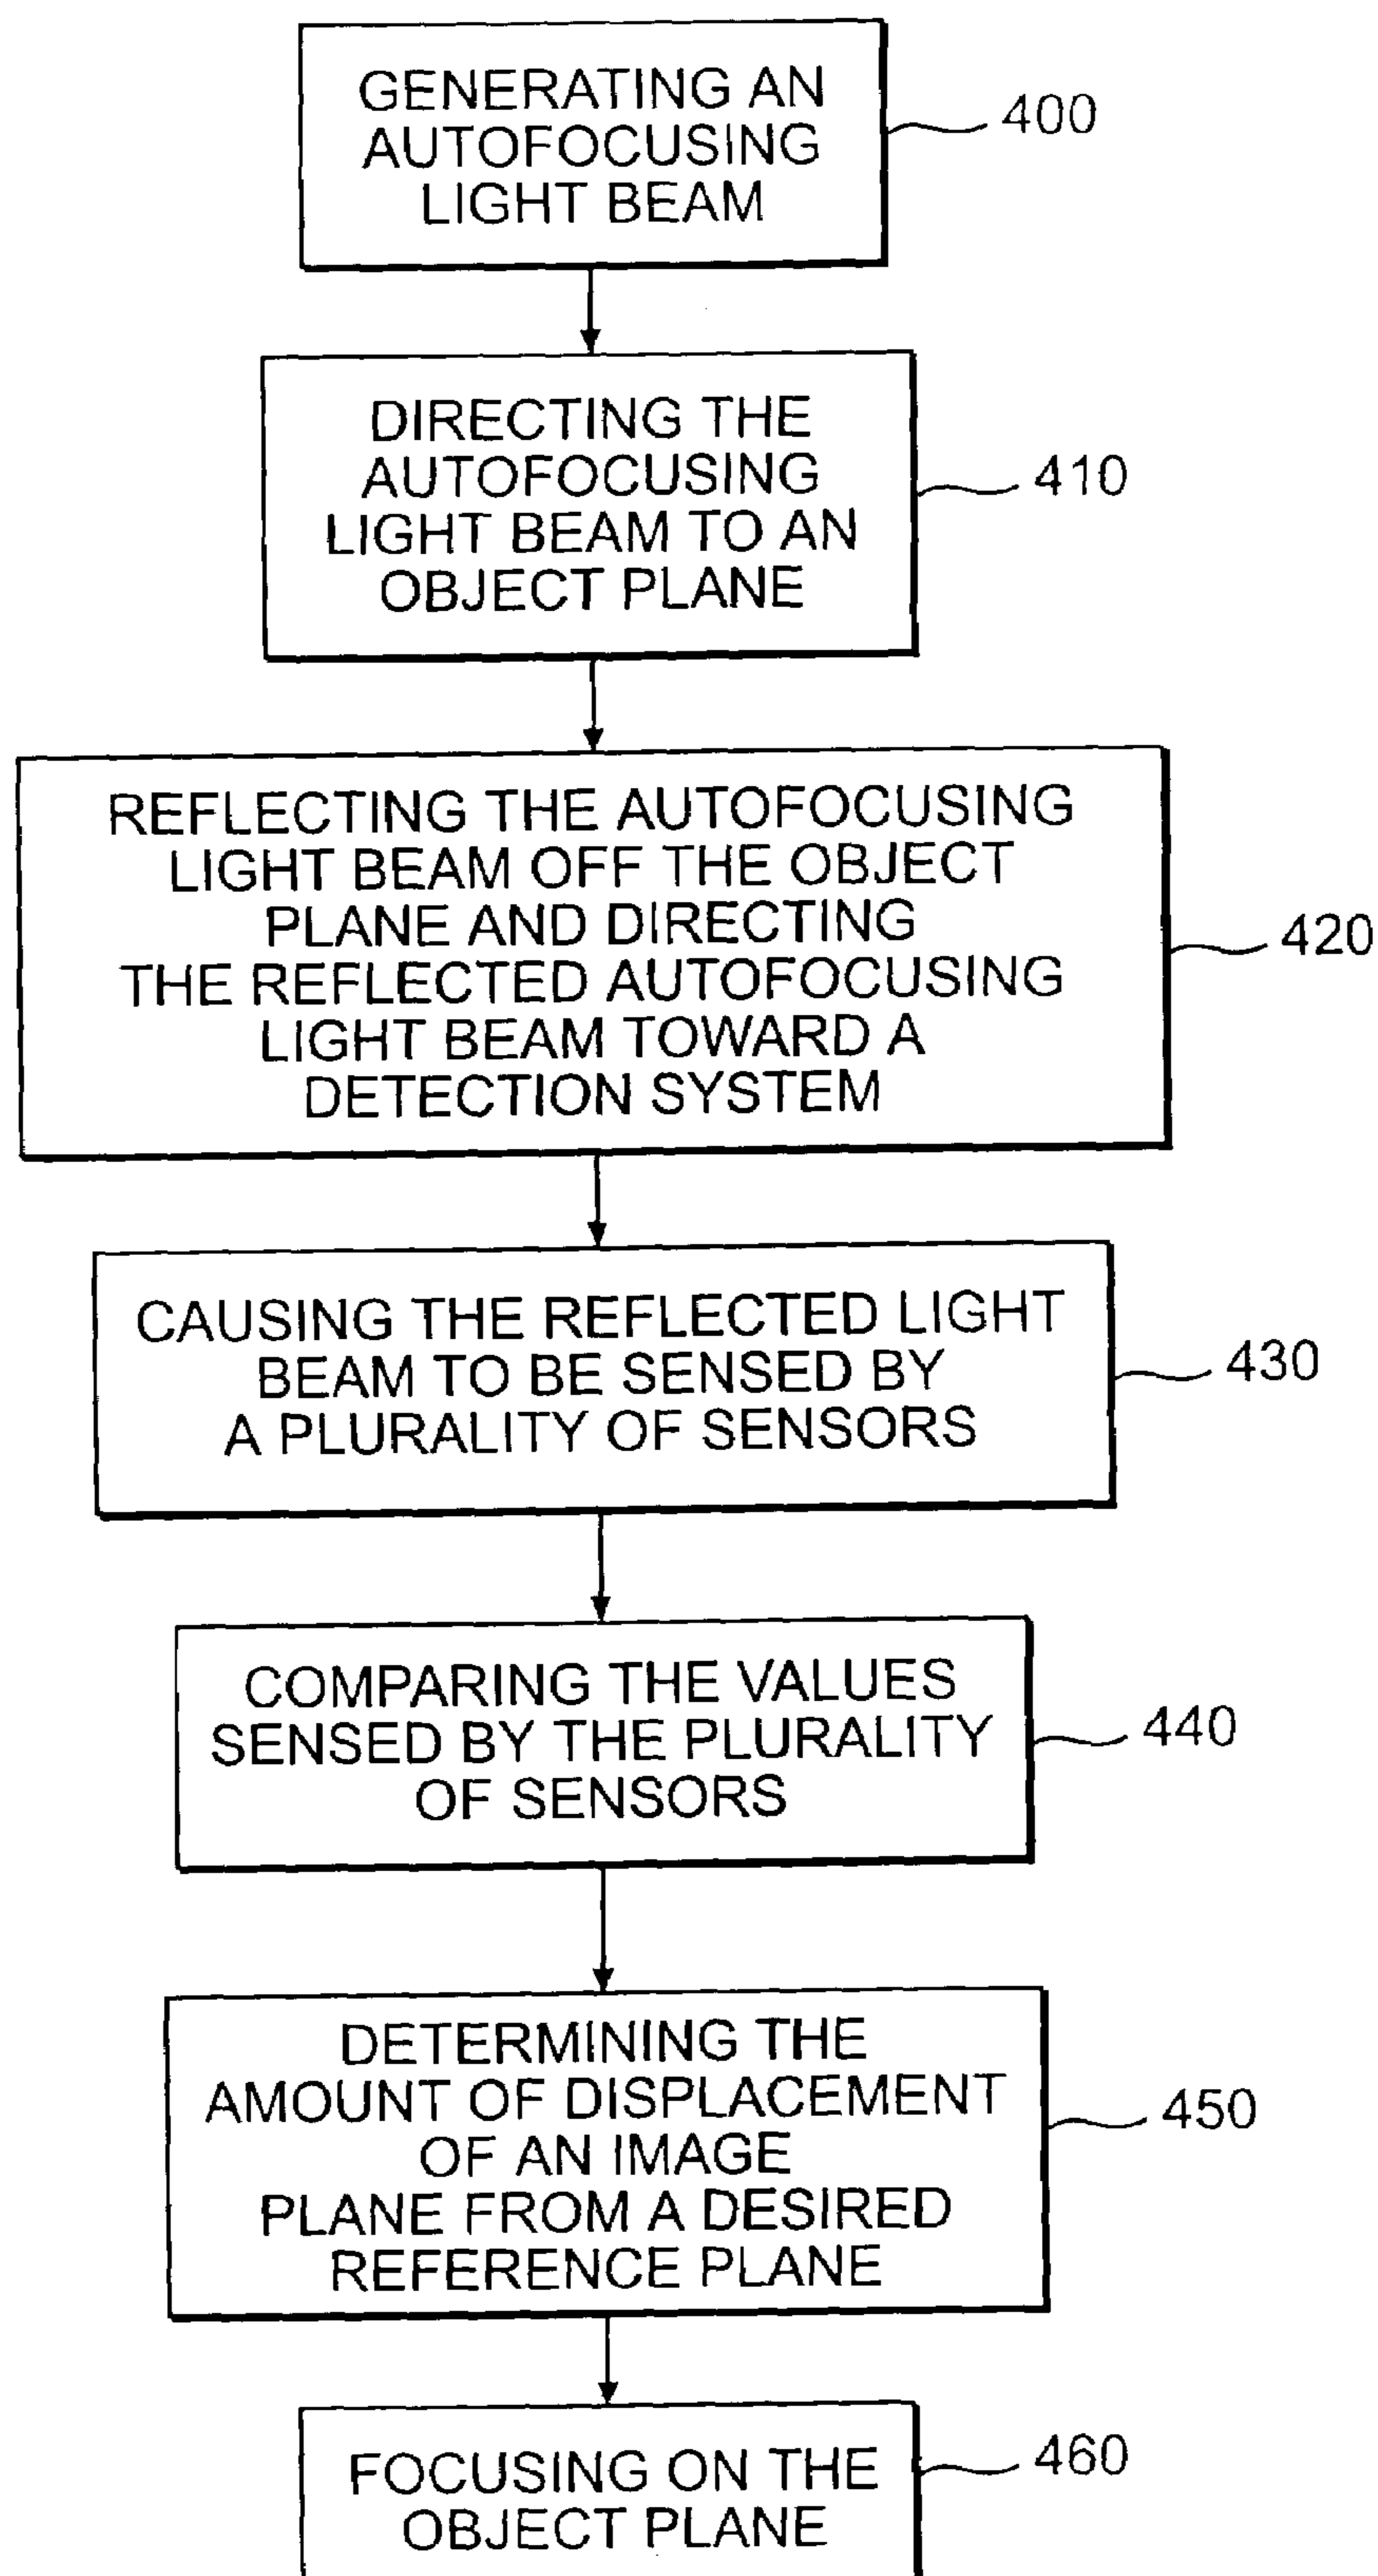 GENERATING AN
AUTOFOCUSING
LIGHT BEAM
400
DIRECTING THE
AUTOFOCUSING
LIGHT BEAM TO AN
OBJECT PLANE
410
REFLECTING THE AUTOFOCUSING
LIGHT BEAM OFF THE OBJECT
PLANE AND DIRECTING
THE REFLECTED AUTOFOCUSING
LIGHT BEAM TOWARD A
DETECTION SYSTEM
420
CAUSING THE REFLECTED LIGHT
BEAM TO BE SENSED BY
A PLURALITY OF SENSORS
430
COMPARING THE VALUES
SENSED BY THE PLURALITY
OF SENSORS
440
DETERMINING THE
AMOUNT OF DISPLACEMENT
OF AN IMAGE
PLANE FROM A DESIRED
REFERENCE PLANE
450
FOCUSING ON THE
OBJECT PLANE
460